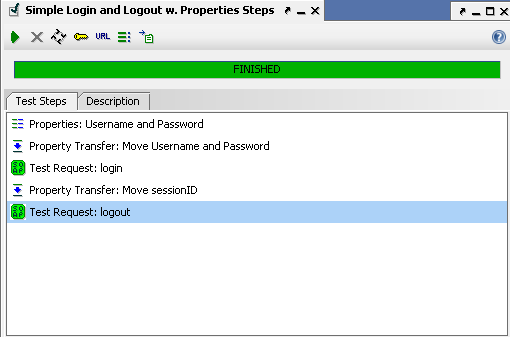 Simple Login and Logout w. Properties Steps
URL
FINISHED
Test Steps
Description
Properties: Username and Password
Property Transfer: Move Username and Password
Test Request: login
Property Transfer: Move sessionID
Test Request: logout